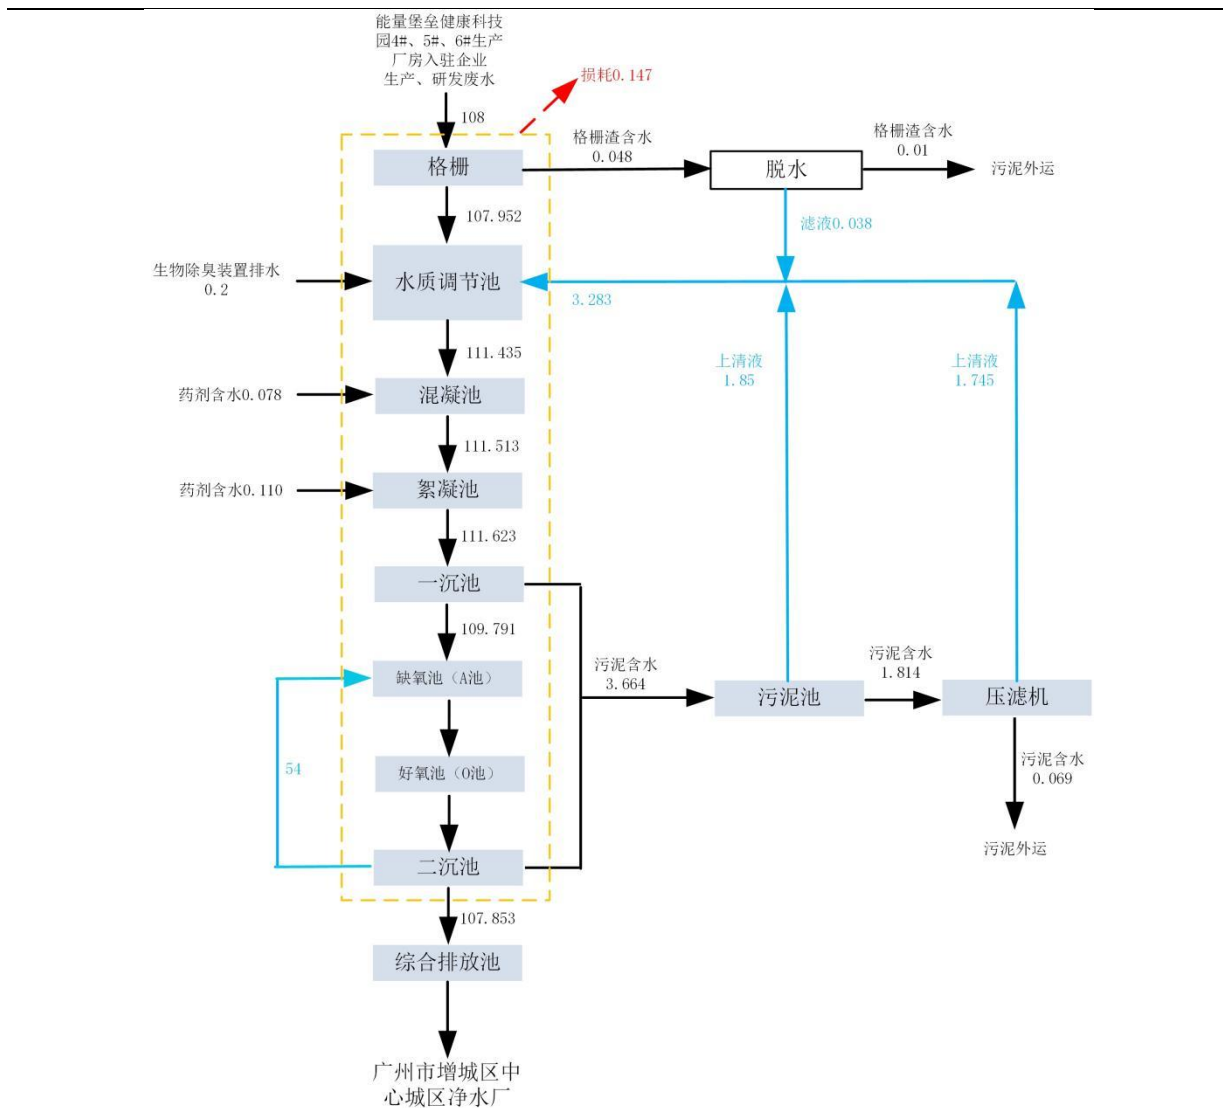 能量堡垒健康科技
园4#、5#、6#生产
厂房入驻企业
生产、研发废水
损耗0.147
108
格栅
格栅渣含水
0.048
脱水
格栅渣含水
0.01
污泥外运
107.952
滤液0.038
生物除臭装置排水
0.2
水质调节池
3.283
111.435
上清液
1.85
上清液
1.745
药剂含水0.078
混凝池
111.513
药剂含水0.110
絮凝池
111.623
一沉池
109.791
缺氧池（A池）
污泥含水
3.664
污泥池
污泥含水
1.814
压滤机
54
好氧池（O池）
污泥含水
0.069
二沉池
污泥外运
107.853
综合排放池
广州市增城区中
心城区净水厂